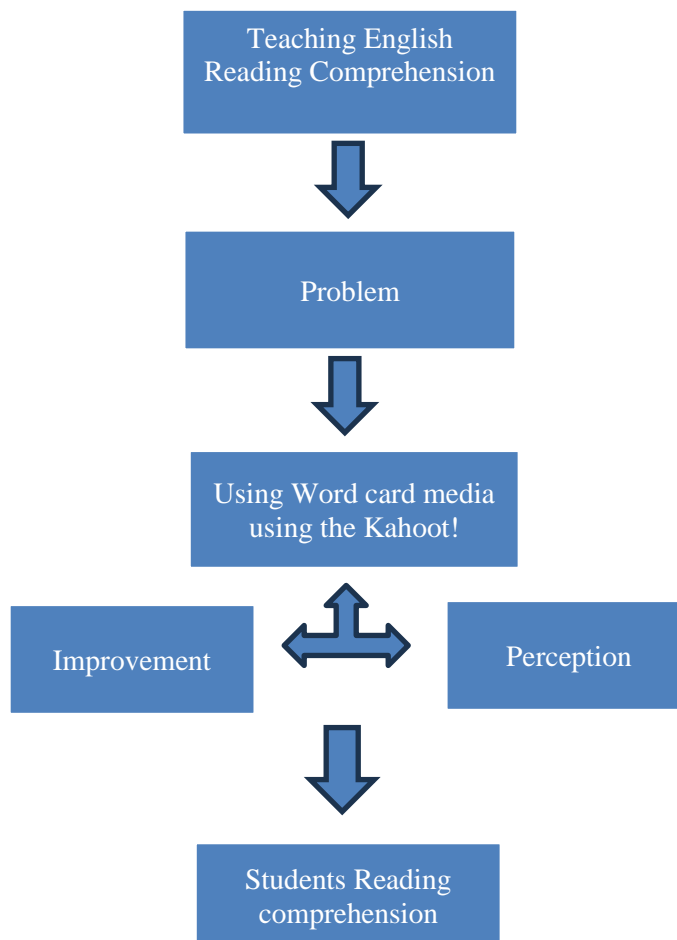 Teaching English
Reading Comprehension
Problem
Using Word card media
using the Kahoot!
Improvement
Perception
Students Reading
comprehension